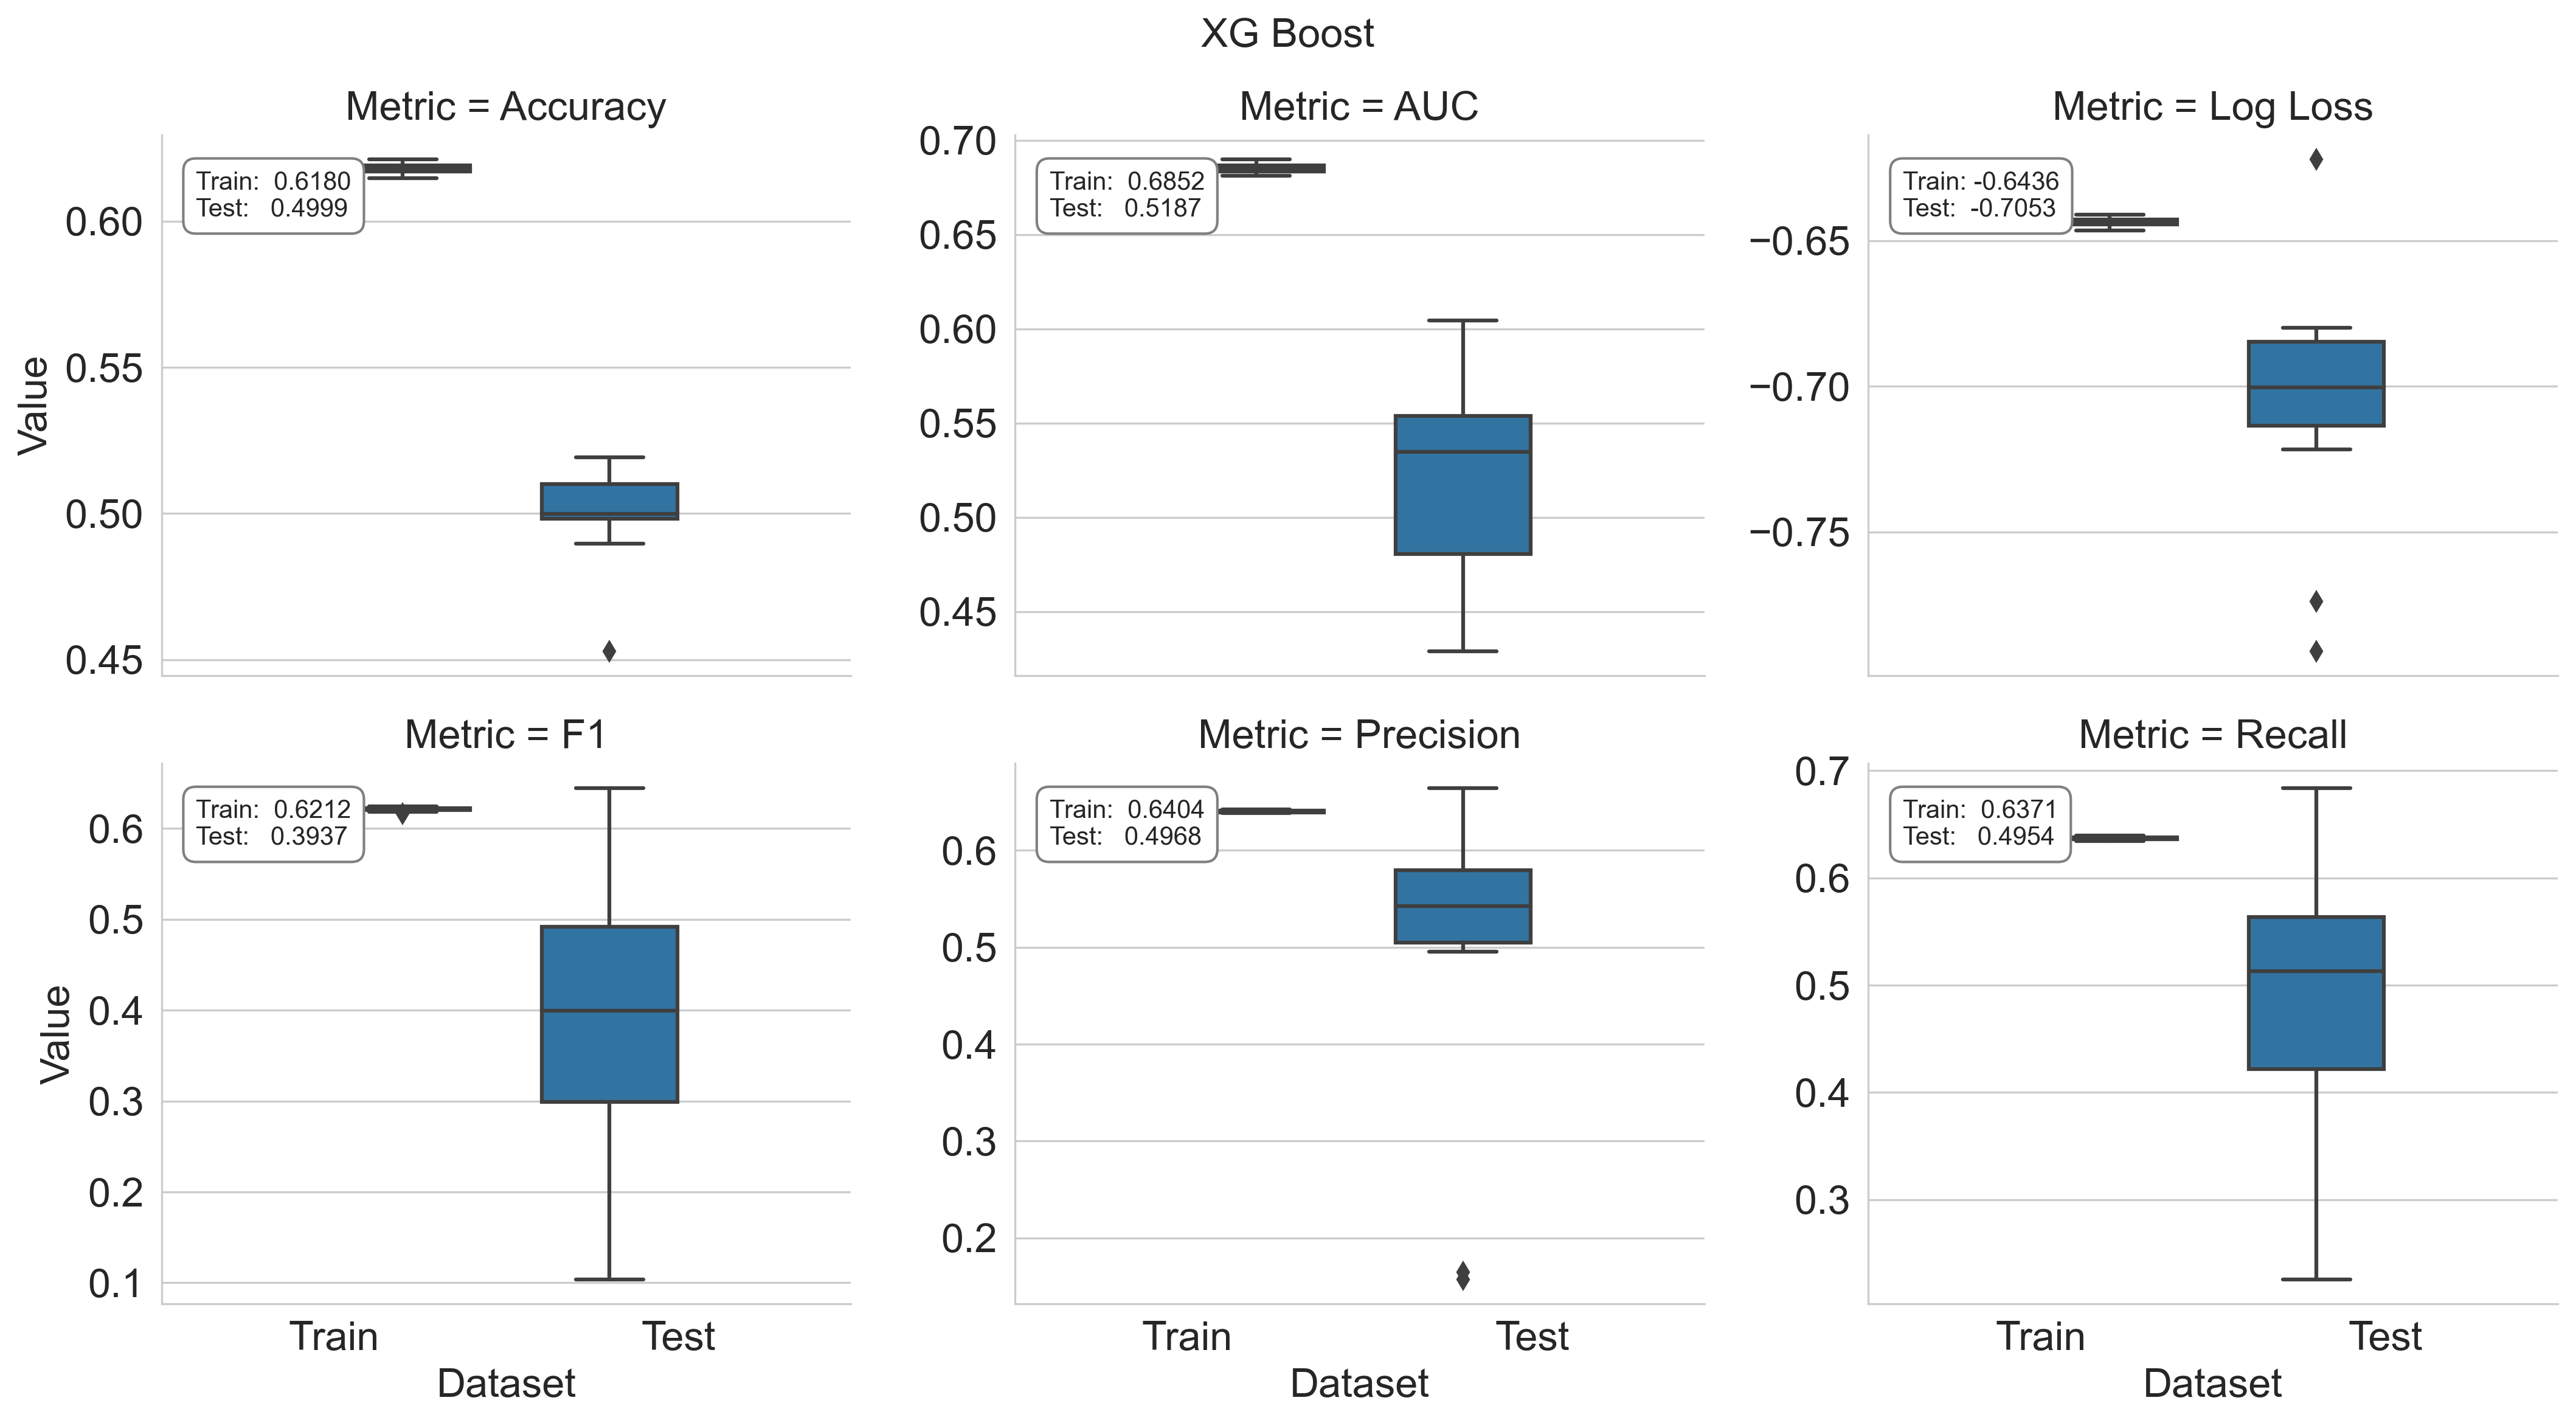 XG Boost
Metric = Accuracy
Value
0.60
0.55
0.50
0.45
Train: 0.6180
Test: 0.4999
Metric = AUC
0.70
0.65
0.60
0.55
0.50
0.45
Train: 0.6852
Test: 0.5187
Metric = Log Loss
−0.65
−0.70
−0.75
Train: -0.6436
Test: -0.7053
Metric = F1
Value
0.6
0.5
0.4
0.3
0.2
0.1
Train: 0.6212
Test: 0.3937
Train
Test
Dataset
Metric = Precision
0.6
0.5
0.4
0.3
0.2
Train: 0.6404
Test: 0.4968
Train
Test
Dataset
Metric = Recall
0.7
0.6
0.5
0.4
0.3
Train: 0.6371
Test: 0.4954
Train
Test
Dataset